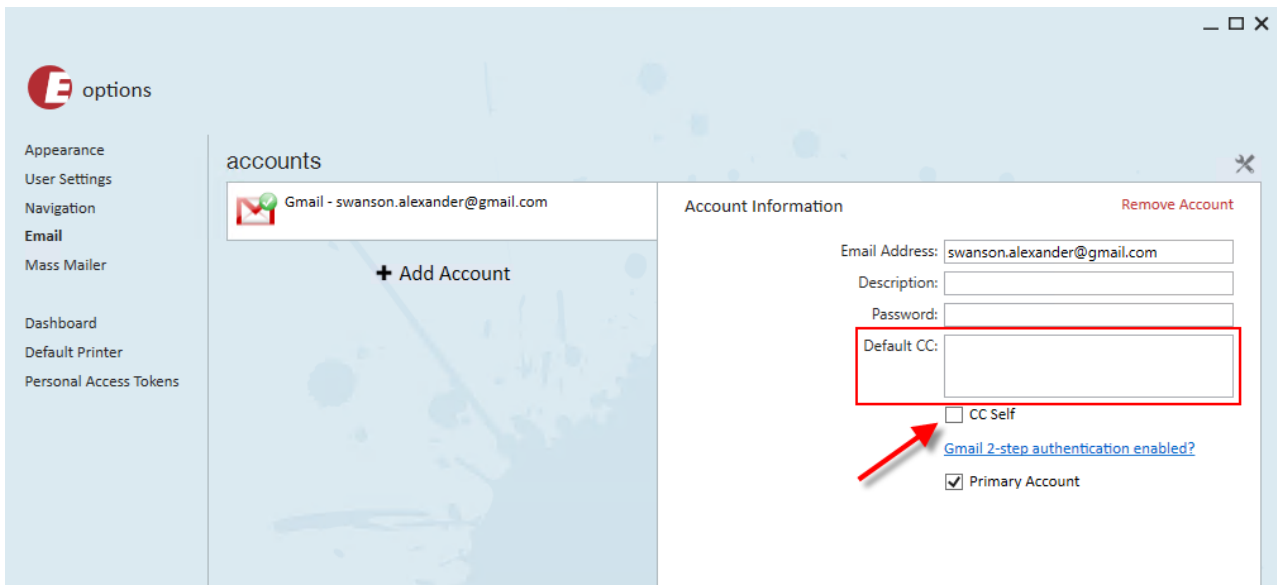 E options
Appearance
User Settings
Navigation
Email
Mass Mailer
Dashboard
Default Printer
Personal Access Tokens
accounts
Gmail - swanson.alexander@gmail.com
+ Add Account
Account Information
Remove Account
Email Address: swanson.alexander@gmail.com
Description:
Password:
Default CC:
CC Self
Gmail 2-step authentication enabled?
Primary Account